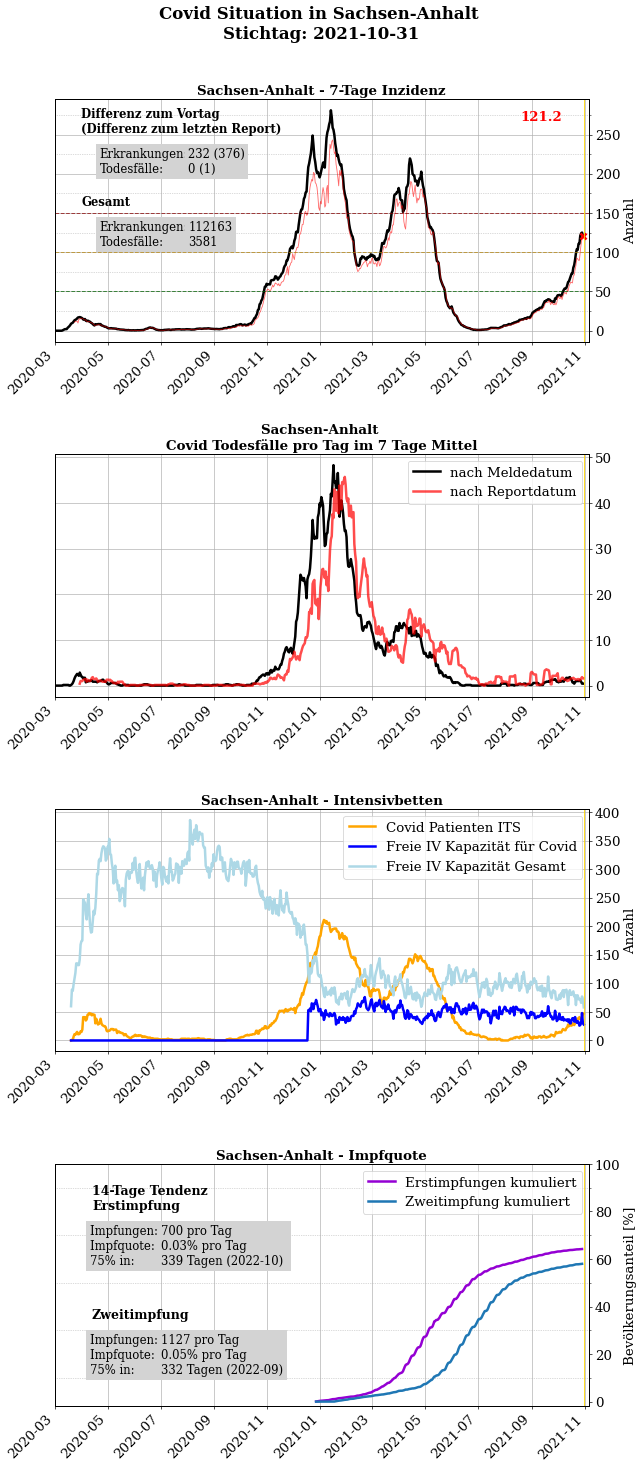 Covid Situation in Sachsen-Anhalt
Stichtag: 2021-10-31
Sachsen-Anhalt - 7-Tage Inzidenz
Differenz zum Vortag
(Differenz zum letzten Report)
Erkrankungen 232 (376)
Todesfälle: 0 (1)
Gesamt
Erkrankungen 112163
Todesfälle: 3581
121.2
250
200
150
100
50
0
Anzahl
2020-03
2020-05
2020-07
2020-09
2020-11
2021-01
2021-03
2021-05
2021-07
2021-09
2021-11
Sachsen-Anhalt
Covid Todesfälle pro Tag im 7 Tage Mittel
nach Meldedatum
nach Reportdatum
50
40
30
20
10
0
2020-03
2020-05
2020-07
2020-09
2020-11
2021-01
2021-03
2021-05
2021-07
2021-09
2021-11
Sachsen-Anhalt - Intensivbetten
Covid Patienten ITS
Freie IV Kapazität für Covid
Freie IV Kapazität Gesamt
400
350
300
250
200
150
100
50
0
Anzahl
2020-03
2020-05
2020-07
2020-09
2020-11
2021-01
2021-03
2021-05
2021-07
2021-09
2021-11
Sachsen-Anhalt - Impfquote
14-Tage Tendenz
Erstimpfung
Impfungen: 700 pro Tag
Impfquote: 0.03% pro Tag
75% in: 339 Tagen (2022-10)
Zweitimpfung
Impfungen: 1127 pro Tag
Impfquote: 0.05% pro Tag
75% in: 332 Tagen (2022-09)
Erstimpfungen kumuliert
Zweitimpfung kumuliert
100
80
60
40
20
0
Bevölkerungsanteil [%]
2020-03
2020-05
2020-07
2020-09
2020-11
2021-01
2021-03
2021-05
2021-07
2021-09
2021-11